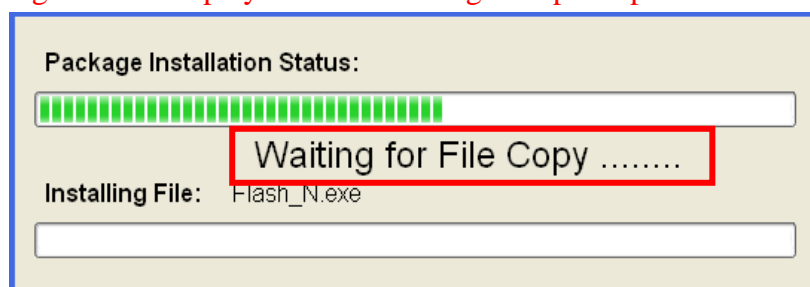 Package Installation Status:
Waiting for File Copy ........
Installing File: Flash_N.exe